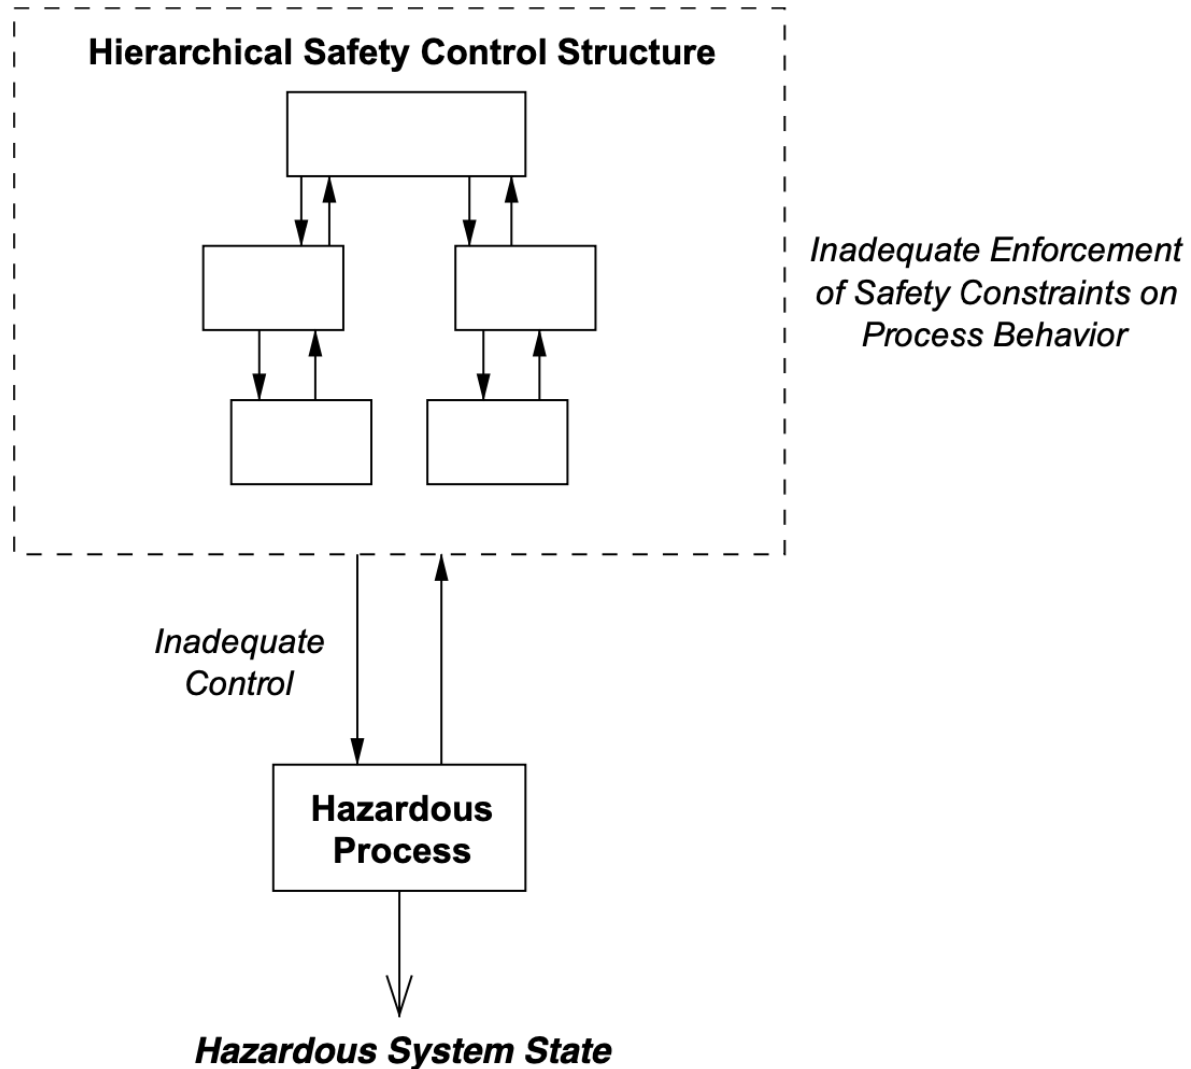 Hierarchical Safety Control Structure
Inadequate Enforcement
of Safety Constraints on
Process Behavior
Inadequate
Control
Hazardous
Process
Hazardous System State